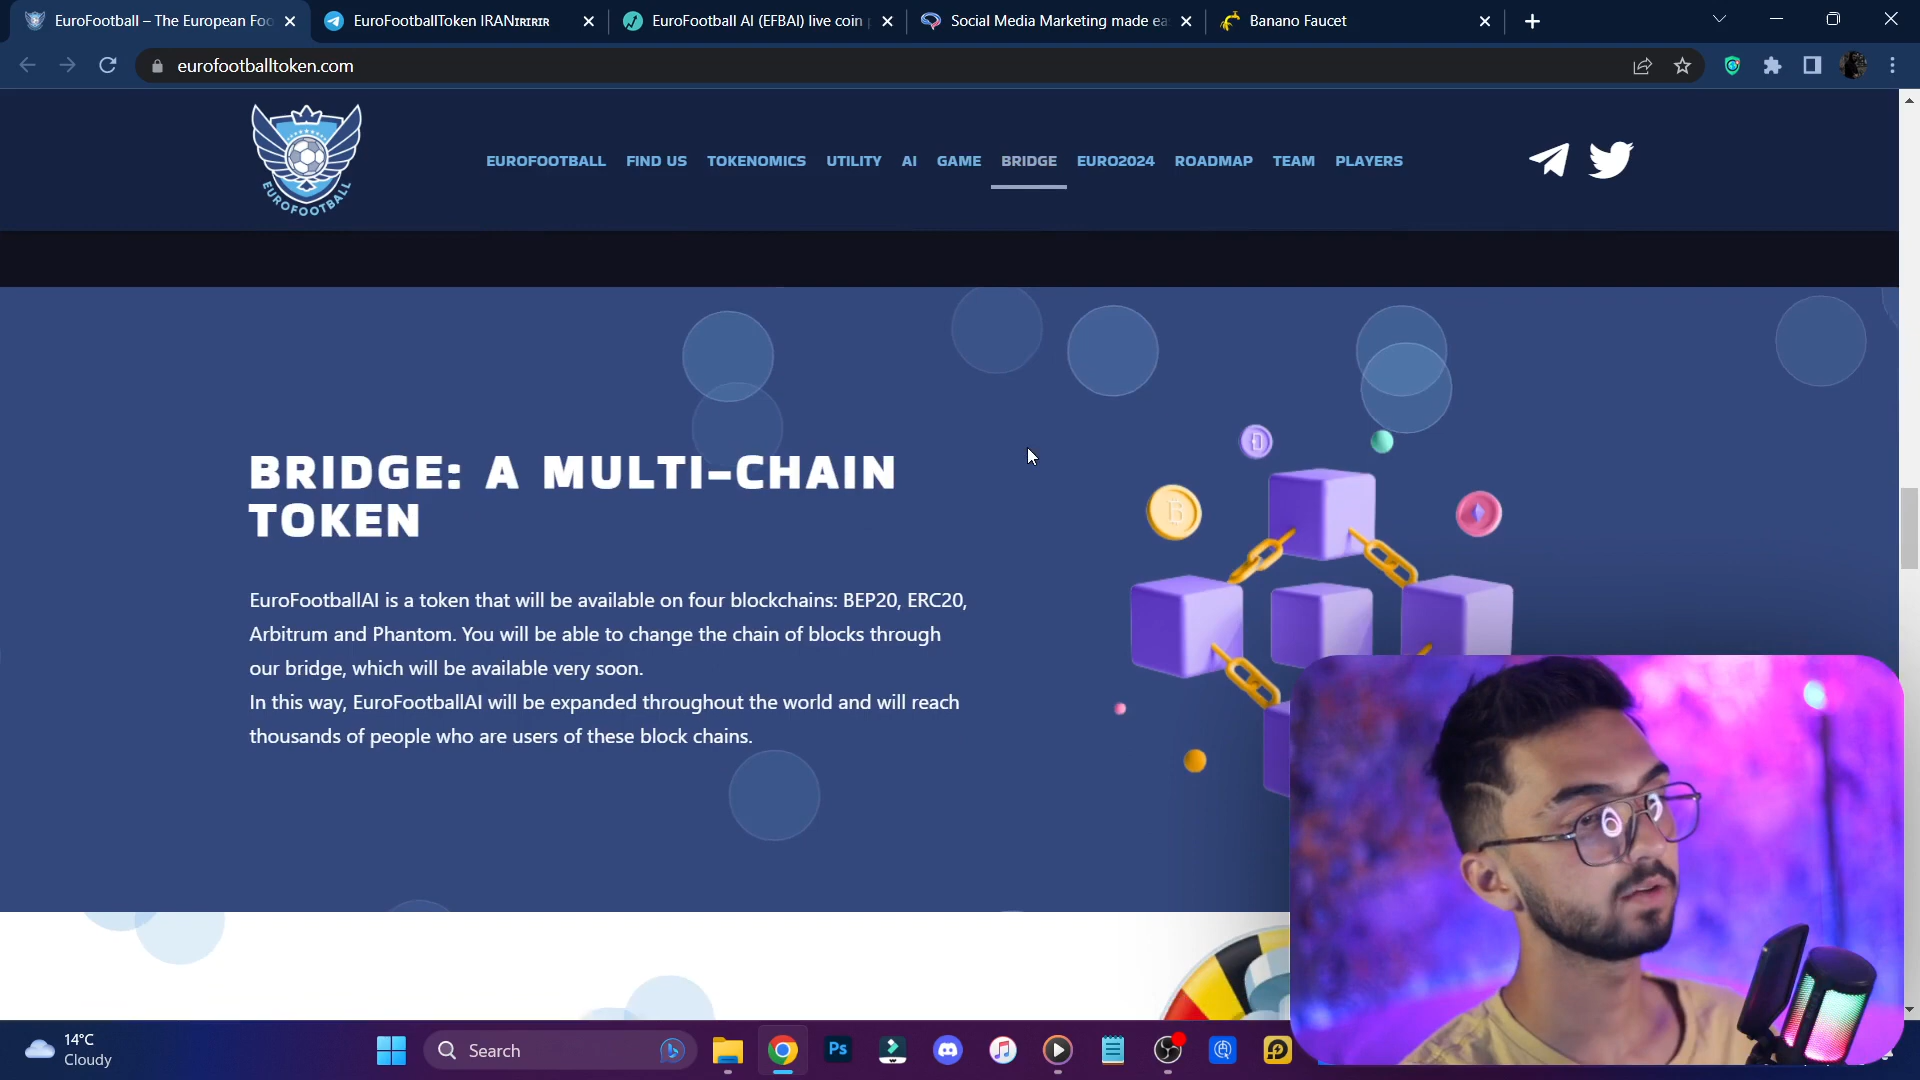 EuroFootball – The European Foo
EuroFootballToken IRAN🇮🇷🇮🇷
EuroFootball AI (EFBAI) live coin p
Social Media Marketing made ea
Banano Faucet
eurofootballtoken.com
EUROFOOTBALL
EUROFOOTBALL
FIND US
TOKENOMICS
UTILITY
AI
GAME
BRIDGE
EURO2024
ROADMAP
TEAM
PLAYERS
BRIDGE: A MULTI-CHAIN
TOKEN
EuroFootballAI is a token that will be available on four blockchains: BEP20, ERC20,
Arbitrum and Phantom. You will be able to change the chain of blocks through
our bridge, which will be available very soon.
In this way, EuroFootballAI will be expanded throughout the world and will reach
thousands of people who are users of these block chains.
14°C
Cloudy
Search
Ps